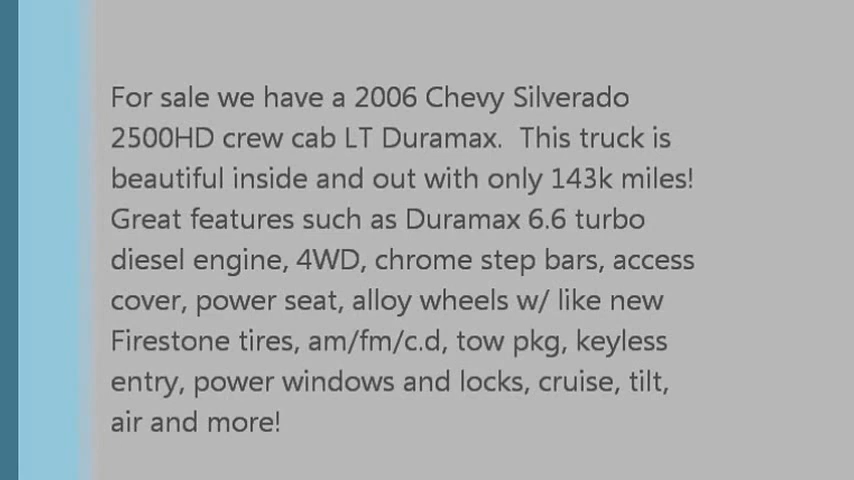 For sale we have a 2006 Chevy Silverado
2500HD crew cab LT Duramax.  This truck is
beautiful inside and out with only 143k miles!
Great features such as Duramax 6.6 turbo
diesel engine, 4WD, chrome step bars, access
cover, power seat, alloy wheels w/ like new
Firestone tires, am/fm/c.d, tow pkg, keyless
entry, power windows and locks, cruise, tilt,
air and more!